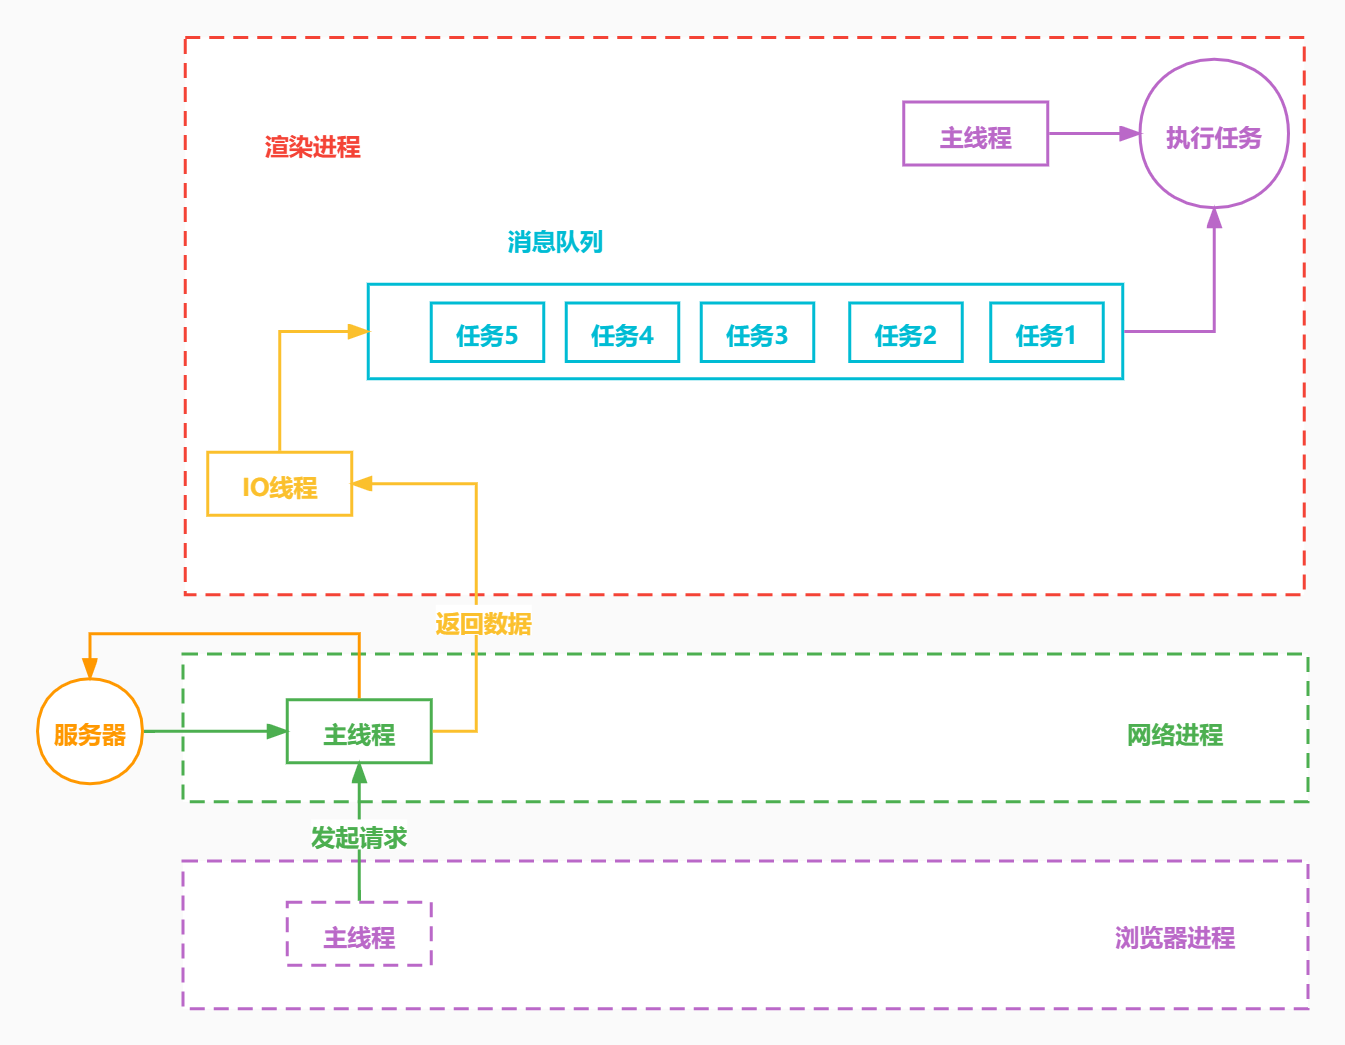 主线程
执行任务
渲染进程
消息队列
任务5
任务4
任务3
任务2
任务1
IO线程
返回数据
服务器
主线程
网络进程
发起请求
主线程
浏览器进程